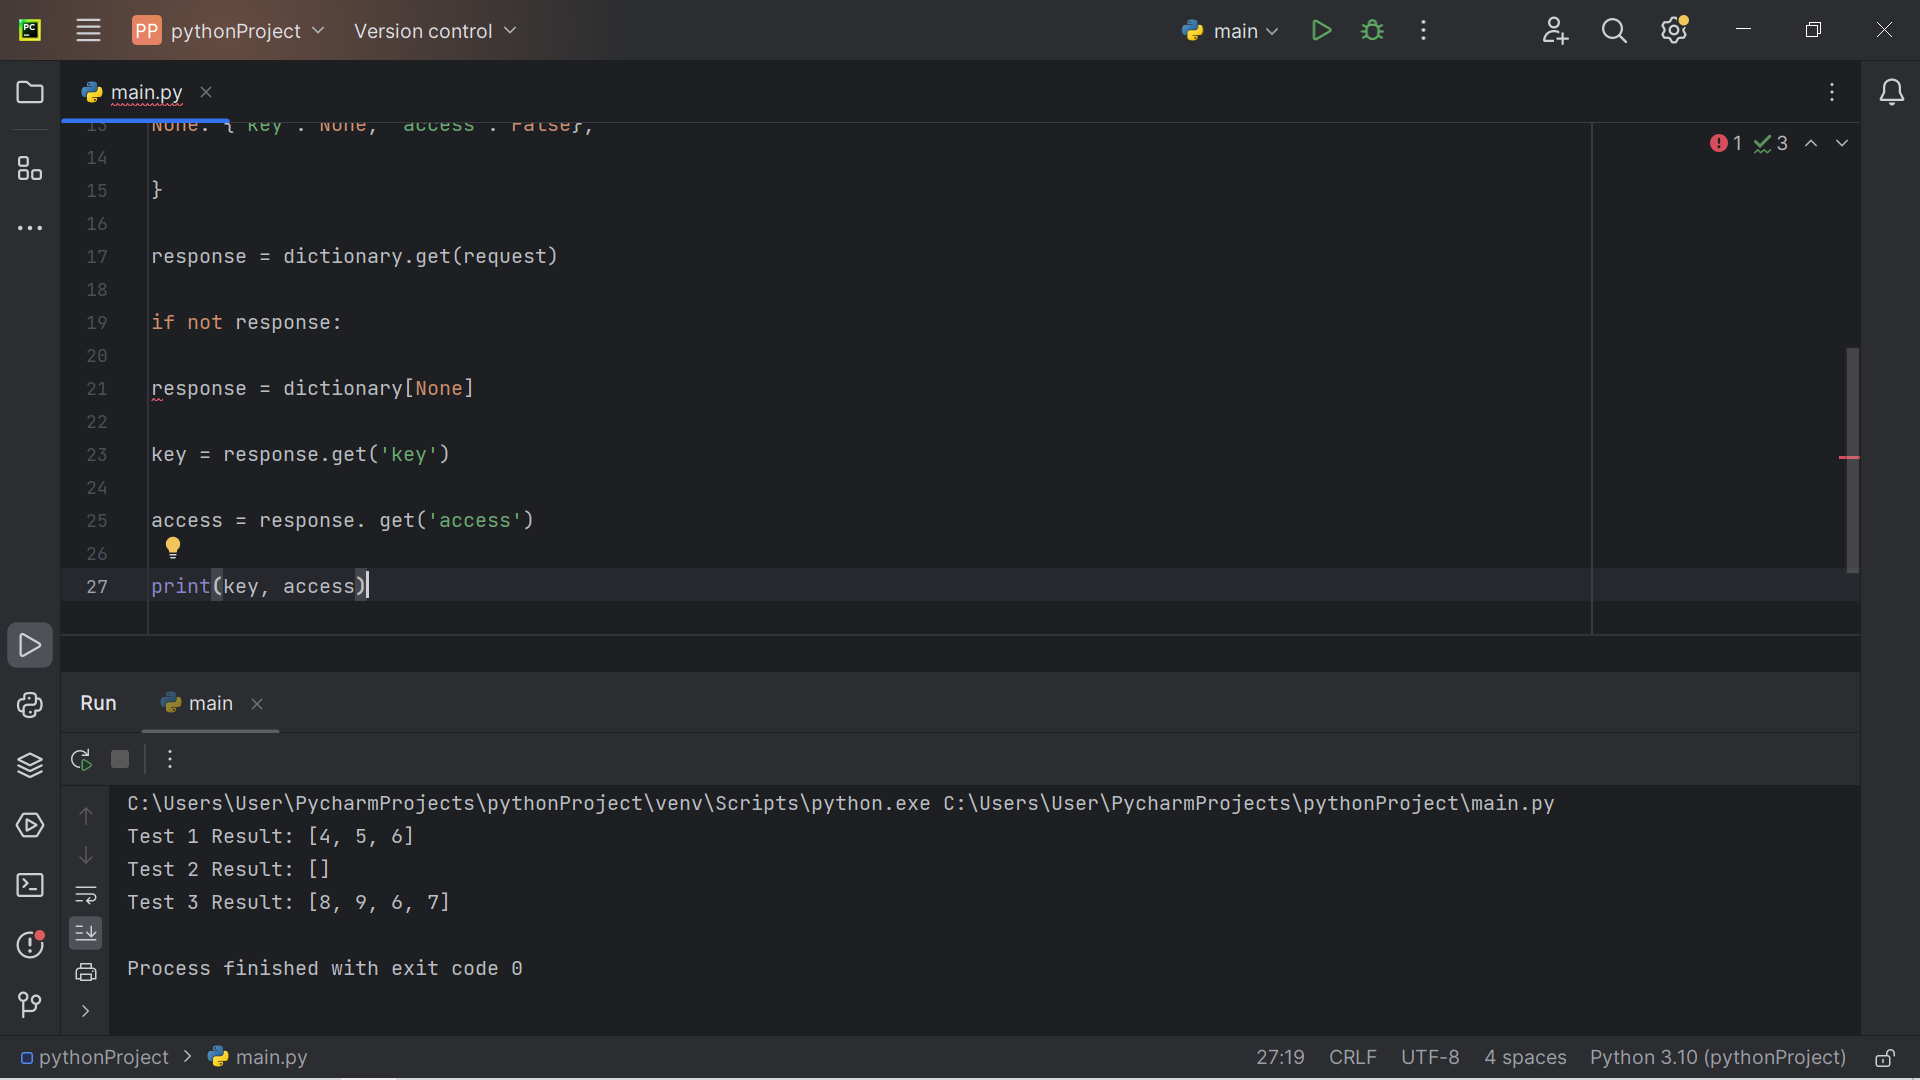 PC
PP pythonProject Version control main
main.py
1 3
13 None: { key : None, access : False},
14
15 }
16
17 response = dictionary.get(request)
18
19 if not response:
20
21 response = dictionary[None]
22
23 key = response.get('key')
24
25 access = response. get('access')
26
27 print(key, access)
Run main
C:\Users\User\PycharmProjects\pythonProject\venv\Scripts\python.exe C:\Users\User\PycharmProjects\pythonProject\main.py
Test 1 Result: [4, 5, 6]
Test 2 Result: []
Test 3 Result: [8, 9, 6, 7]
Process finished with exit code 0
pythonProject > main.py 27:19 CRLF UTF-8 4 spaces Python 3.10 (pythonProject)